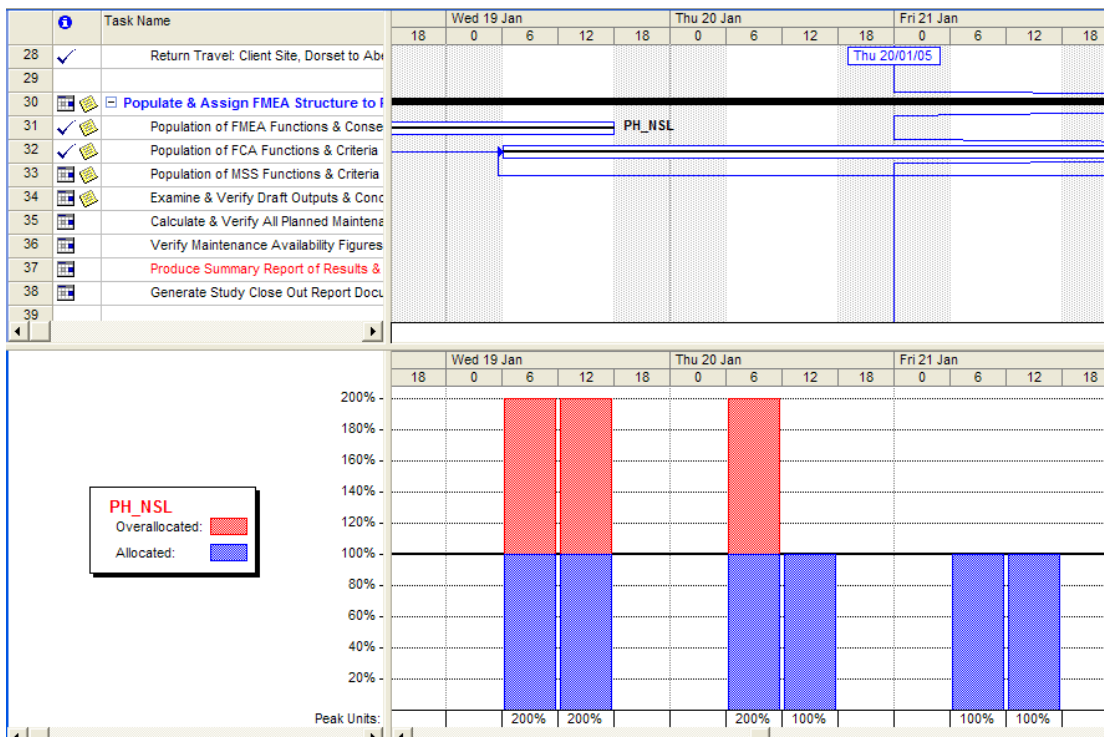 Task Name
Wed 19 Jan Thu 20 Jan Fri 21 Jan
18 0 6 12 18 0 6 12 18 0 6 12 18
28 Return Travel: Client Site, Dorset to Abe
Thu 20/01/05
29
30 Populate & Assign FMEA Structure to
31 Population of FMEA Functions & Conse
PH_NSL
32 Population of FCA Functions & Criteria
33 Population of MSS Functions & Criteria
34 Examine & Verify Draft Outputs & Conc
35 Calculate & Verify All Planned Maintena
36 Verify Maintenance Availability Figures
37 Produce Summary Report of Results &
38 Generate Study Close Out Report Docu
39
Wed 19 Jan Thu 20 Jan Fri 21 Jan
18 0 6 12 18 0 6 12 18 0 6 12 18
200%
180%
160%
140%
120%
100%
80%
60%
40%
20%
PH_NSL
Overallocated:
Allocated:
Peak Units: 200% 200% 200% 100% 100% 100%